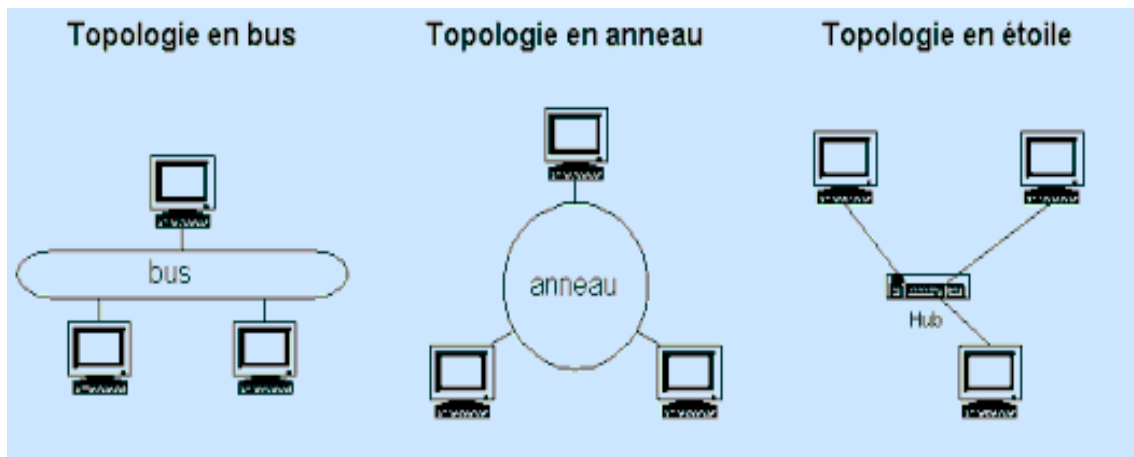 Topologie en bus
Topologie en anneau
Topologie en étoile
bus
anneau
Hub